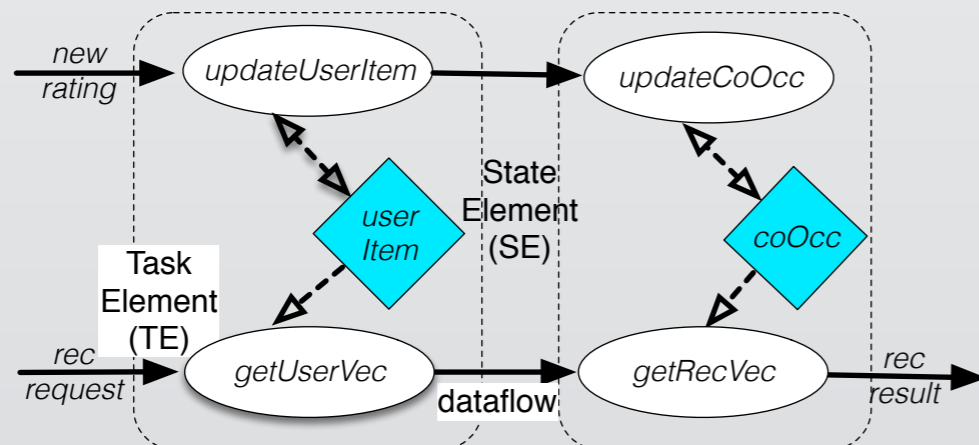 new
rating
updateUserItem
updateCoOcc
user
Item
State
Element
(SE)
coOcc
Task
Element
(TE)
rec
request
getUserVec
dataflow
getRecVec
rec
result